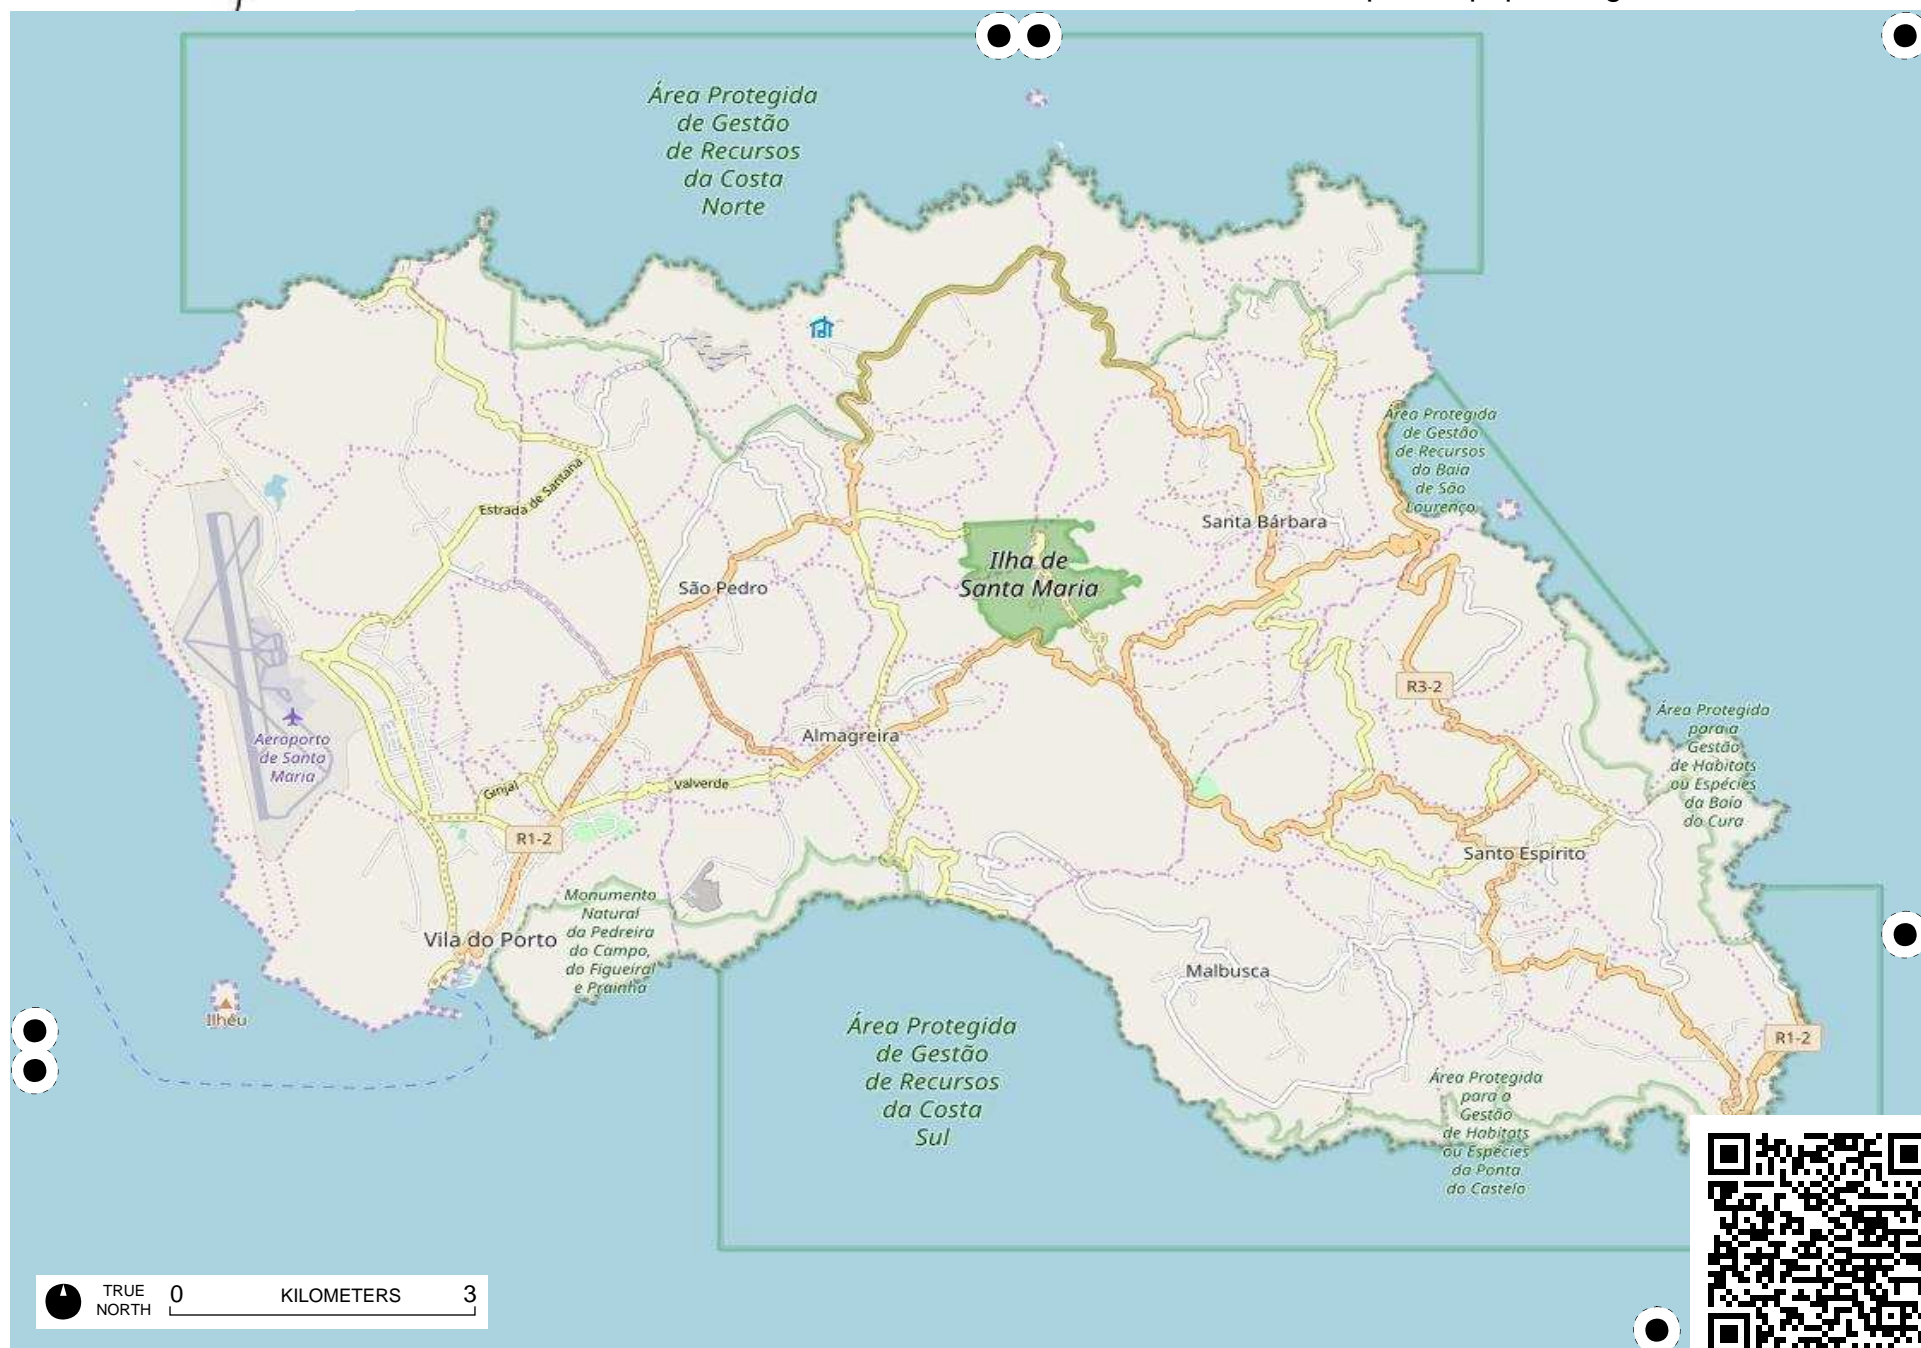 Área Protegida
de Gestão
de Recursos
da Costa
Norte
Área Protegida
de Gestão
de Recursos
da Baía
de São
Lourenço
Estrada de Santana
Santa Bárbara
Ilha de
Santa Maria
São Pedro
R3-2
Aeroporto
de Santa
Maria
Almagreira
Área Protegida
para a
Gestão
de Habitats
ou Espécies
da Baía
do Cura
Ginjal
Valverde
R1-2
Santo Espírito
Monumento
Natural
da Pedreira
do Campo,
do Figueiral
e Prainha
Vila do Porto
Malbusca
Ilhéu
Área Protegida
de Gestão
de Recursos
da Costa
Sul
R1-2
Área Protegida
para a
Gestão
de Habitats
ou Espécies
da Ponta
do Castelo
TRUE
NORTH
0 KILOMETERS 3